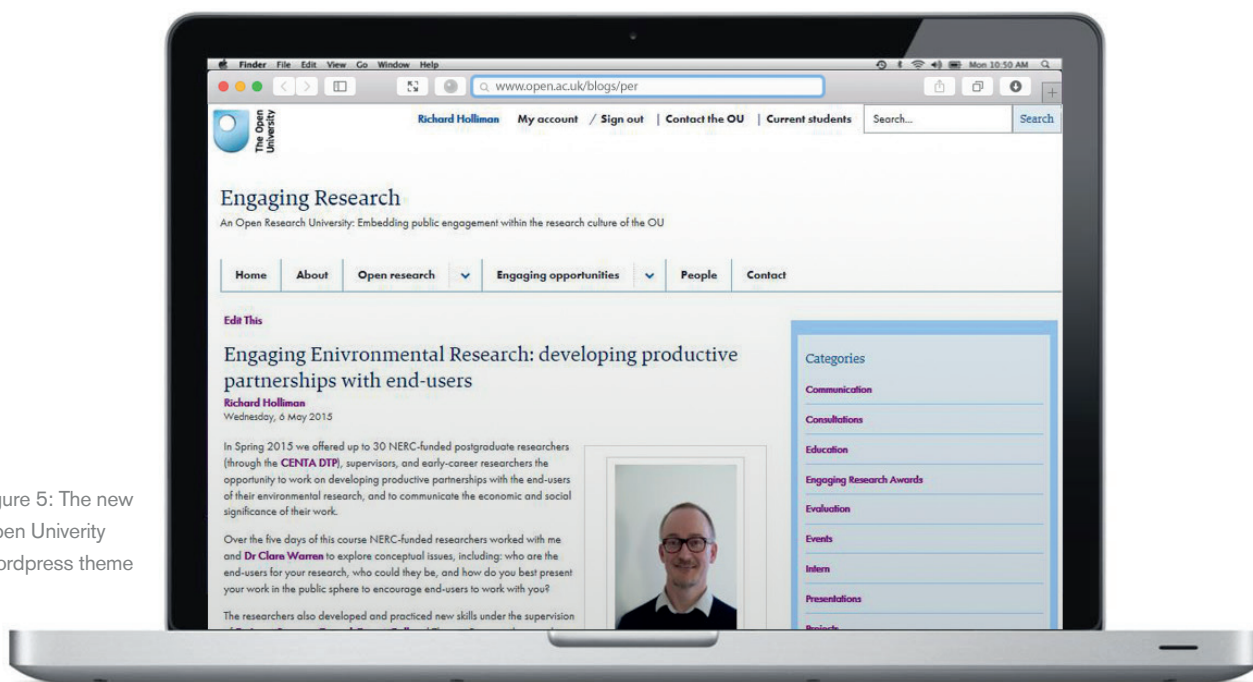 Finder File Edit View Go Window Help
Mon 10:50 AM
www.open.ac.uk/blogs/per
The Open
University
Richard Holliman My account / Sign out | Contact the OU | Current students
Search...
Search
Engaging Research
An Open Research University: Embedding public engagement within the research culture of the OU
Home About Open research Engaging opportunities People Contact
Edit This
Engaging Enivronmental Research: developing productive
partnerships with end-users
Richard Holliman
Wednesday, 6 May 2015
In Spring 2015 we offered up to 30 NERC-funded postgraduate researchers
(through the CENTA DTP), supervisors, and early-career researchers the
opportunity to work on developing productive partnerships with the end-users
of their environmental research, and to communicate the economic and social
significance of their work.
Over the five days of this course NERC-funded researchers worked with me
and Dr Clare Warren to explore conceptual issues, including: who are the
end-users for your research, who could they be, and how do you best present
your work in the public sphere to encourage end-users to work with you?
The researchers also developed and practiced new skills under the supervision
Categories
Communication
Consultations
Education
Engaging Research Awards
Evaluation
Events
Intern
Presentations
Projects
gure 5: The new
pen Univerity
ordpress theme